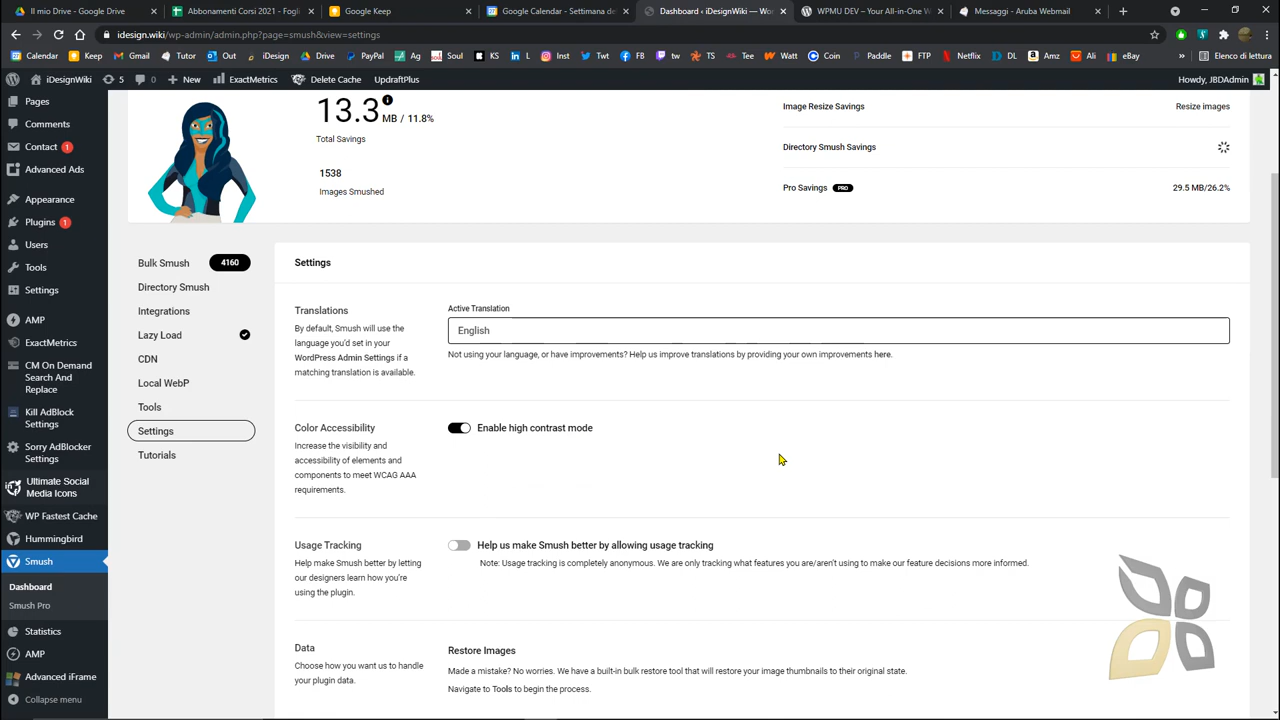 Il mio Drive - Google Drive
Abbonamenti Corsi 2021 - Fogli
Google Keep
Google Calendar - Settimana de
Dashboard ‹ iDesignWiki — Wor
WPMU DEV – Your All-in-One W
Messaggi - Aruba Webmail
idesign.wiki/wp-admin/admin.php?page=smush&view=settings
Calendar
Keep
Gmail
Tutor
iDesign
Drive
PayPal
Ag
Soul
KS
L
Inst
Twitt
FB
tw
TS
Tee
Watt
Coin
Paddle
FTP
Netflix
DL
Amz
Ali
eBay
Elenco di lettura
iDesignWiki
5
0
New
ExactMetrics
Delete Cache
UpdraftPlus
Howdy, JBDAdmin
Pages
Comments
Contact 1
Advanced Ads
Appearance
Plugins 1
Users
Tools
Settings
AMP
ExactMetrics
CM On Demand
Search And
Replace
Kill AdBlock
Settings
Sorry AdBlocker
Settings
Ultimate Social
Media Icons
WP Fastest Cache
Hummingbird
Smush
Dashboard
Smush Pro
Statistics
AMP
Advanced iFrame
Collapse menu
13.3 MB / 11.8%
Total Savings
1538
Images Smushed
Image Resize Savings
Resize images
Directory Smush Savings
Pro Savings PRO
29.5 MB/26.2%
Bulk Smush 4160
Directory Smush
Integrations
Lazy Load
CDN
Local WebP
Tools
Settings
Tutorials
Settings
Translations
By default, Smush will use the
language you'd set in your
WordPress Admin Settings if a
matching translation is available.
Active Translation
English
Not using your language, or have improvements? Help us improve translations by providing your own improvements here.
Color Accessibility
Increase the visibility and
accessibility of elements and
components to meet WCAG AAA
requirements.
Enable high contrast mode
Usage Tracking
Help make Smush better by letting
our designers learn how you're
using the plugin.
Help us make Smush better by allowing usage tracking
Note: Usage tracking is completely anonymous. We are only tracking what features you are/aren't using to make our feature decisions more informed.
Data
Choose how you want us to handle
your plugin data.
Restore Images
Made a mistake? No worries. We have a built-in bulk restore tool that will restore your image thumbnails to their original state.
Navigate to Tools to begin the process.